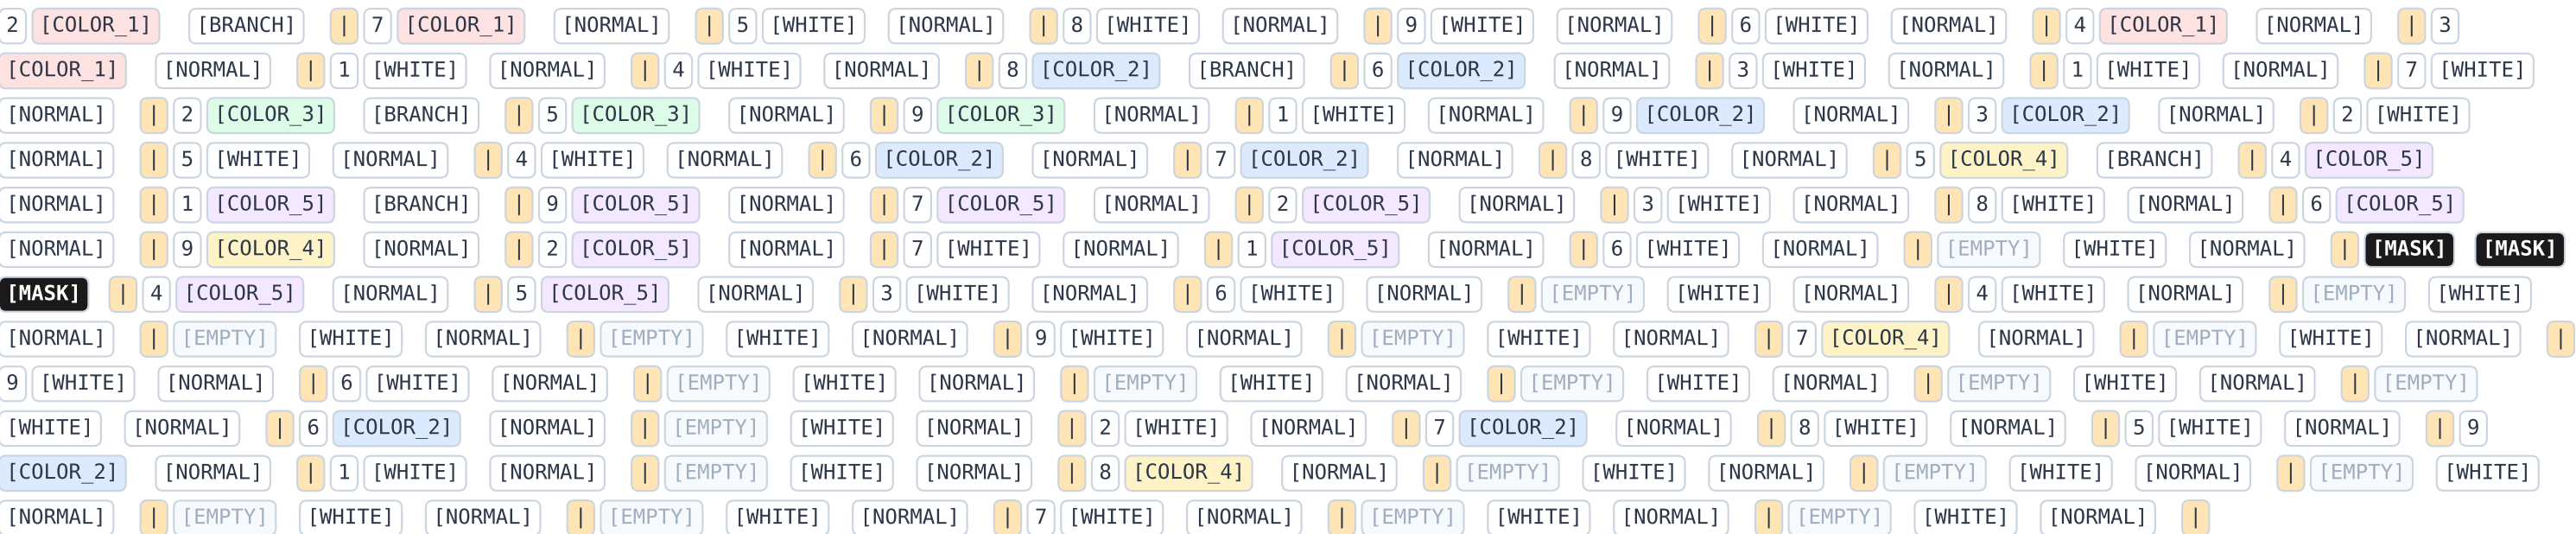 2 [COLOR_1] [BRANCH] | 7 [COLOR_1] [NORMAL] | 5 [WHITE] [NORMAL] | 8 [WHITE] [NORMAL] | 9 [WHITE] [NORMAL] | 6 [WHITE] [NORMAL] | 4 [COLOR_1] [NORMAL] | 3
[COLOR_1] [NORMAL] | 1 [WHITE] [NORMAL] | 4 [WHITE] [NORMAL] | 8 [COLOR_2] [BRANCH] | 6 [COLOR_2] [NORMAL] | 3 [WHITE] [NORMAL] | 1 [WHITE] [NORMAL] | 7 [WHITE]
[NORMAL] | 2 [COLOR_3] [BRANCH] | 5 [COLOR_3] [NORMAL] | 9 [COLOR_3] [NORMAL] | 1 [WHITE] [NORMAL] | 9 [COLOR_2] [NORMAL] | 3 [COLOR_2] [NORMAL] | 2 [WHITE]
[NORMAL] | 5 [WHITE] [NORMAL] | 4 [WHITE] [NORMAL] | 6 [COLOR_2] [NORMAL] | 7 [COLOR_2] [NORMAL] | 8 [WHITE] [NORMAL] | 5 [COLOR_4] [BRANCH] | 4 [COLOR_5]
[NORMAL] | 1 [COLOR_5] [BRANCH] | 9 [COLOR_5] [NORMAL] | 7 [COLOR_5] [NORMAL] | 2 [COLOR_5] [NORMAL] | 3 [WHITE] [NORMAL] | 8 [WHITE] [NORMAL] | 6 [COLOR_5]
[NORMAL] | 9 [COLOR_4] [NORMAL] | 2 [COLOR_5] [NORMAL] | 7 [WHITE] [NORMAL] | 1 [COLOR_5] [NORMAL] | 6 [WHITE] [NORMAL] | [EMPTY] [WHITE] [NORMAL] | [MASK] [MASK]
[MASK] | 4 [COLOR_5] [NORMAL] | 5 [COLOR_5] [NORMAL] | 3 [WHITE] [NORMAL] | 6 [WHITE] [NORMAL] | [EMPTY] [WHITE] [NORMAL] | 4 [WHITE] [NORMAL] | [EMPTY] [WHITE]
[NORMAL] | [EMPTY] [WHITE] [NORMAL] | [EMPTY] [WHITE] [NORMAL] | 9 [WHITE] [NORMAL] | [EMPTY] [WHITE] [NORMAL] | 7 [COLOR_4] [NORMAL] | [EMPTY] [WHITE] [NORMAL] |
9 [WHITE] [NORMAL] | 6 [WHITE] [NORMAL] | [EMPTY] [WHITE] [NORMAL] | [EMPTY] [WHITE] [NORMAL] | [EMPTY] [WHITE] [NORMAL] | [EMPTY] [WHITE] [NORMAL] | [EMPTY]
[WHITE] [NORMAL] | 6 [COLOR_2] [NORMAL] | [EMPTY] [WHITE] [NORMAL] | 2 [WHITE] [NORMAL] | 7 [COLOR_2] [NORMAL] | 8 [WHITE] [NORMAL] | 5 [WHITE] [NORMAL] | 9
[COLOR_2] [NORMAL] | 1 [WHITE] [NORMAL] | [EMPTY] [WHITE] [NORMAL] | 8 [COLOR_4] [NORMAL] | [EMPTY] [WHITE] [NORMAL] | [EMPTY] [WHITE] [NORMAL] | [EMPTY] [WHITE]
[NORMAL] | [EMPTY] [WHITE] [NORMAL] | [EMPTY] [WHITE] [NORMAL] | 7 [WHITE] [NORMAL] | [EMPTY] [WHITE] [NORMAL] | [EMPTY] [WHITE] [NORMAL] |